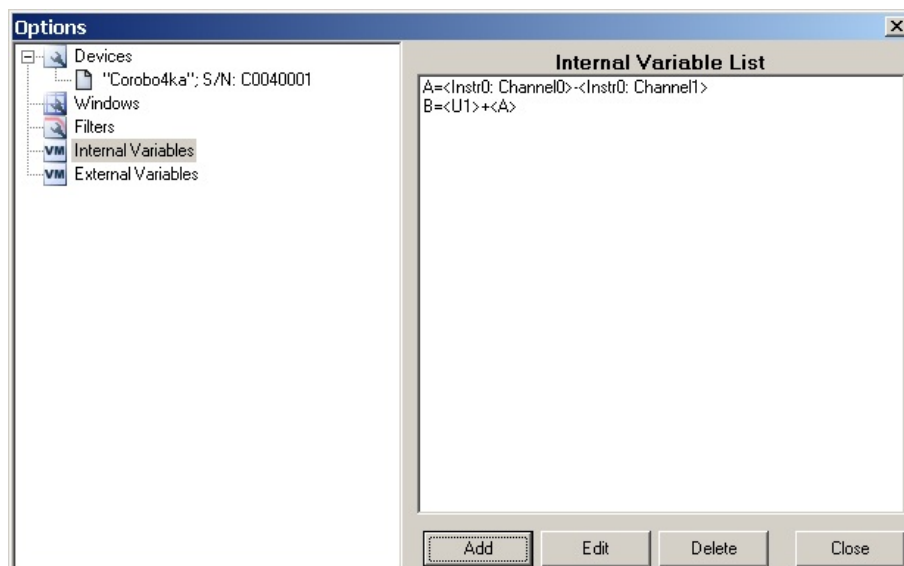 Options
Devices
"Corobo4ka"; S/N: C0040001
Windows
Filters
VM Internal Variables
VM External Variables
Internal Variable List
A=<Instr0: Channel0>-<Instr0: Channel1>
B=<U1>+<A>
Add Edit Delete Close